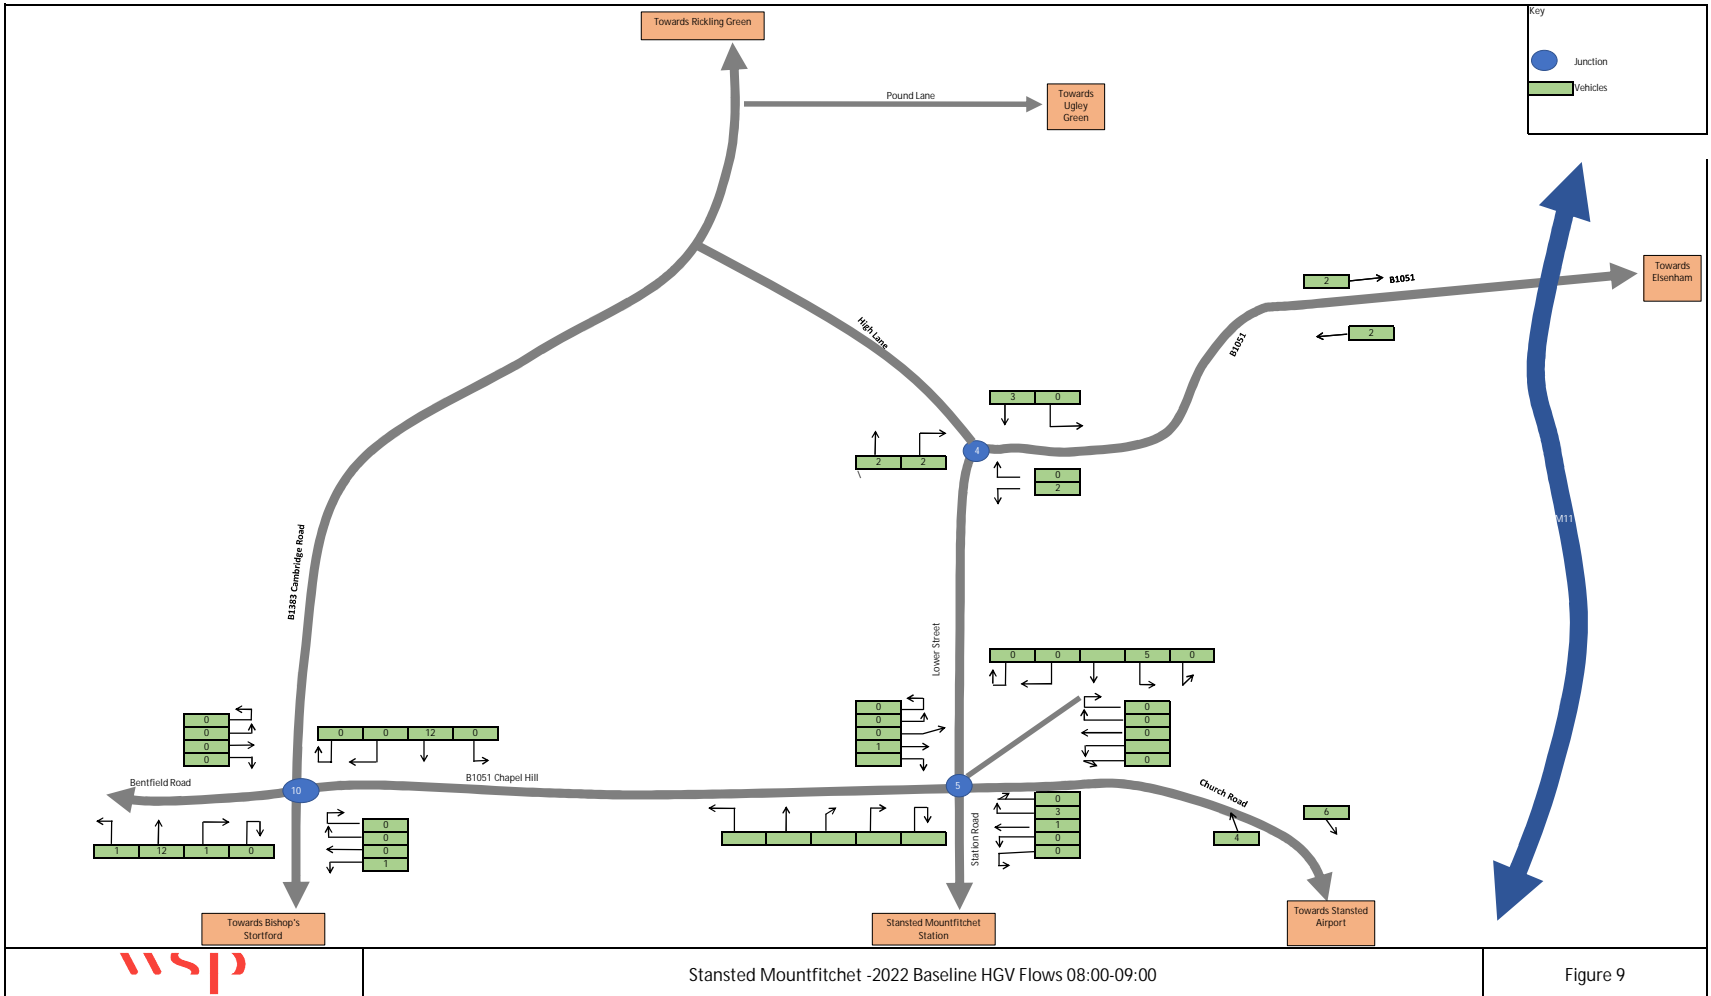 Towards Rickling Green
Key
Junction
Vehicles
Pound Lane
Towards
Ugley
Green
Towards
Elsenham
2
B1051
2
B1051
High Lane
3 0
4
2 2
0
2
M11
B1383 Cambridge Road
Lower Street
0 0 5 0
0
0
0
1
0
0
0
0
0
0
0
0
0 0 12 0
Bentfield Road
10
B1051 Chapel Hill
5
Church Road
1 12 1 0
0
0
0
1
Station Road
0
3
1
0
0
6
4
Towards Bishop's
Stortford
Stansted Mountfitchet
Station
Towards Stansted
Airport
wsp
Stansted Mountfitchet -2022 Baseline HGV Flows 08:00-09:00
Figure 9